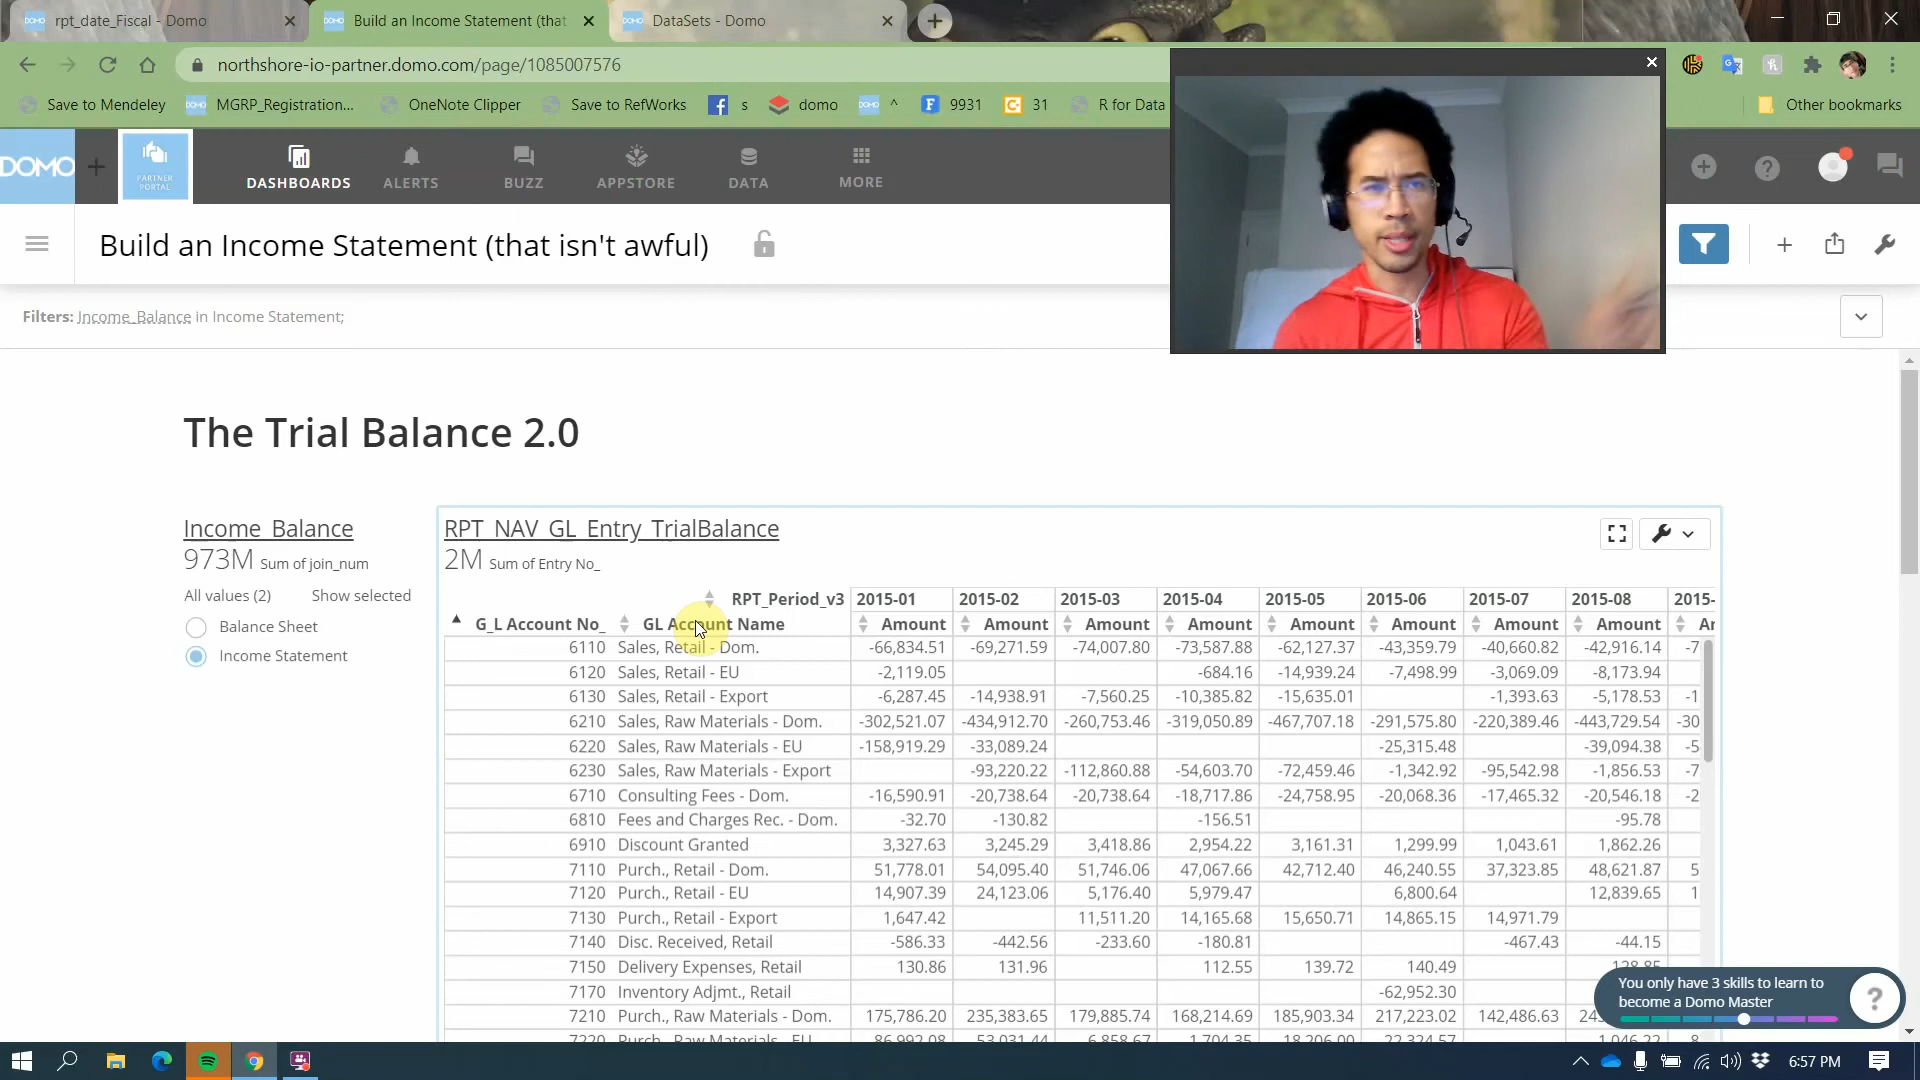 rpt_date_Fiscal - Domo
Build an Income Statement (that
DataSets - Domo
northshore-io-partner.domo.com/page/1085007576
Save to Mendeley
MGRP_Registration...
OneNote Clipper
Save to RefWorks
s
domo
^
9931
31
R for Data
Other bookmarks
DOMO
PARTNER PORTAL
DASHBOARDS
ALERTS
BUZZ
APPSTORE
DATA
MORE
Build an Income Statement (that isn't awful)
Filters: Income_Balance in Income Statement;
The Trial Balance 2.0
Income_Balance
973M Sum of join_num
All values (2) Show selected
Balance Sheet
Income Statement
RPT_NAV_GL_Entry_TrialBalance
2M Sum of Entry No_
RPT_Period_v3 2015-01 2015-02 2015-03 2015-04 2015-05 2015-06 2015-07 2015-08 2015-
G_L Account No_ GL Account Name Amount Amount Amount Amount Amount Amount Amount Amount Ar
6110 Sales, Retail - Dom. -66,834.51 -69,271.59 -74,007.80 -73,587.88 -62,127.37 -43,359.79 -40,660.82 -42,916.14 -7
6120 Sales, Retail - EU -2,119.05 -684.16 -14,939.24 -7,498.99 -3,069.09 -8,173.94
6130 Sales, Retail - Export -6,287.45 -14,938.91 -7,560.25 -10,385.82 -15,635.01 -1,393.63 -5,178.53 -1
6210 Sales, Raw Materials - Dom. -302,521.07 -434,912.70 -260,753.46 -319,050.89 -467,707.18 -291,575.80 -220,389.46 -443,729.54 -30
6220 Sales, Raw Materials - EU -158,919.29 -33,089.24 -25,315.48 -39,094.38 -5
6230 Sales, Raw Materials - Export -93,220.22 -112,860.88 -54,603.70 -72,459.46 -1,342.92 -95,542.98 -1,856.53 -7
6710 Consulting Fees - Dom. -16,590.91 -20,738.64 -20,738.64 -18,717.86 -24,758.95 -20,068.36 -17,465.32 -20,546.18 -2
6810 Fees and Charges Rec. - Dom. -32.70 -130.82 -156.51 -95.78
6910 Discount Granted 3,327.63 3,245.29 3,418.86 2,954.22 3,161.31 1,299.99 1,043.61 1,862.26
7110 Purch., Retail - Dom. 51,778.01 54,095.40 51,746.06 47,067.66 42,712.40 46,240.55 37,323.85 48,621.87 5
7120 Purch., Retail - EU 14,907.39 24,123.06 5,176.40 5,979.47 6,800.64 12,839.65 1
7130 Purch., Retail - Export 1,647.42 11,511.20 14,165.68 15,650.71 14,865.15 14,971.79
7140 Disc. Received, Retail -586.33 -442.56 -233.60 -180.81 -467.43 -44.15
7150 Delivery Expenses, Retail 130.86 131.96 112.55 139.72 140.49
7170 Inventory Adjmt., Retail -62,952.30
7210 Purch., Raw Materials - Dom. 175,786.20 235,383.65 179,885.74 168,214.69 185,903.34 217,223.02 142,486.63
You only have 3 skills to learn to
become a Domo Master
6:57 PM